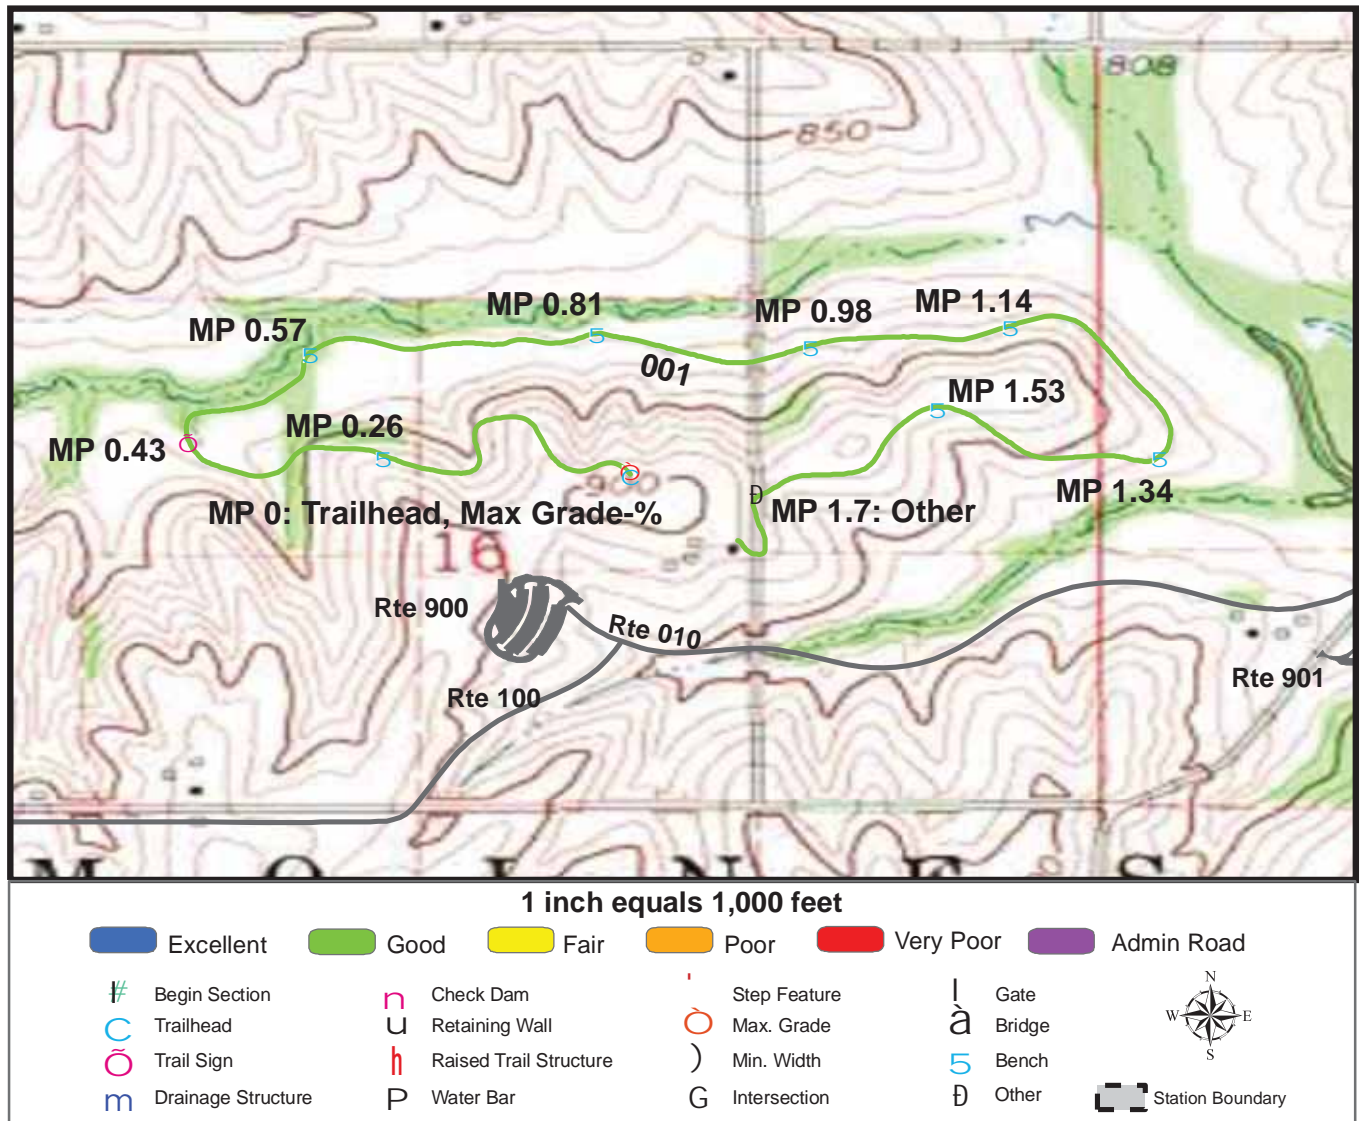 808
850
MP 0.81
MP 1.14
MP 0.98
MP 0.57
001
MP 1.53
MP 0.26
MP 0.43
MP 1.34
MP 0: Trailhead, Max Grade-%
MP 1.7: Other
16
Rte 900
Rte 010
Rte 901
Rte 100
M O I N E S
1 inch equals 1,000 feet
Excellent Good Fair Poor Very Poor Admin Road
Begin Section n Check Dam ' Step Feature l Gate
C Trailhead u Retaining Wall Ò Max. Grade à Bridge
Õ Trail Sign h Raised Trail Structure ) Min. Width 5 Bench
m Drainage Structure P Water Bar G Intersection Đ Other Station Boundary
N
W E
S